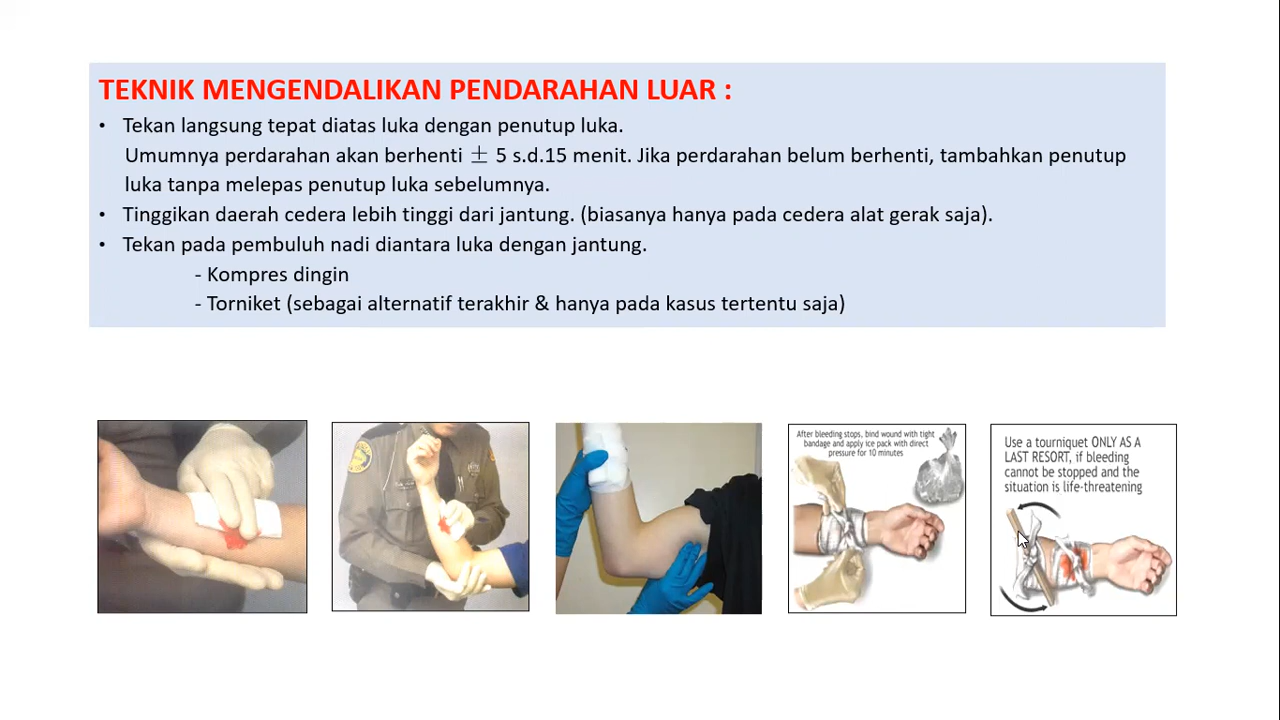 TEKNIK MENGENDALIKAN PENDARAHAN LUAR :
• Tekan langsung tepat diatas luka dengan penutup luka.
Umumnya perdarahan akan berhenti ± 5 s.d.15 menit. Jika perdarahan belum berhenti, tambahkan penutup
luka tanpa melepas penutup luka sebelumnya.
• Tinggikan daerah cedera lebih tinggi dari jantung. (biasanya hanya pada cedera alat gerak saja).
• Tekan pada pembuluh nadi diantara luka dengan jantung.
- Kompres dingin
- Torniket (sebagai alternatif terakhir & hanya pada kasus tertentu saja)
After bleeding stops, bind wound with tight
bandage and apply ice pack with direct
pressure for 10 minutes
Use a tourniquet ONLY AS A
LAST RESORT, if bleeding
cannot be stopped and the
situation is life-threatening